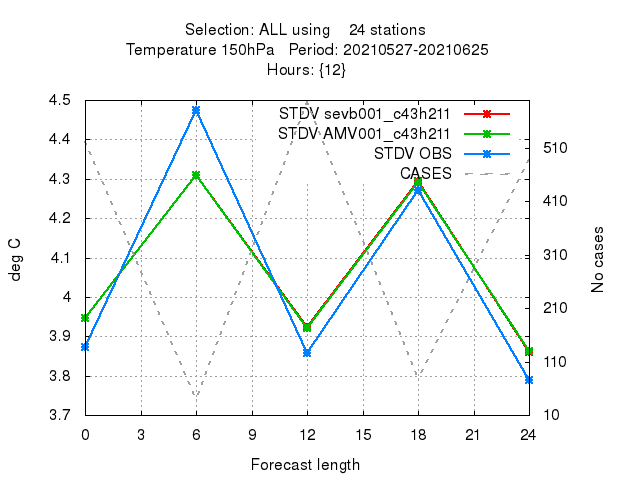 Selection: ALL using    24 stations
Temperature 150hPa   Period: 20210527-20210625
Hours: {12}
STDV sevb001_c43h211
STDV AMV001_c43h211
STDV OBS
CASES
4.5
4.4
4.3
4.2
4.1
4
3.9
3.8
3.7
deg C
510
410
310
210
110
10
No cases
0 3 6 9 12 15 18 21 24
Forecast length